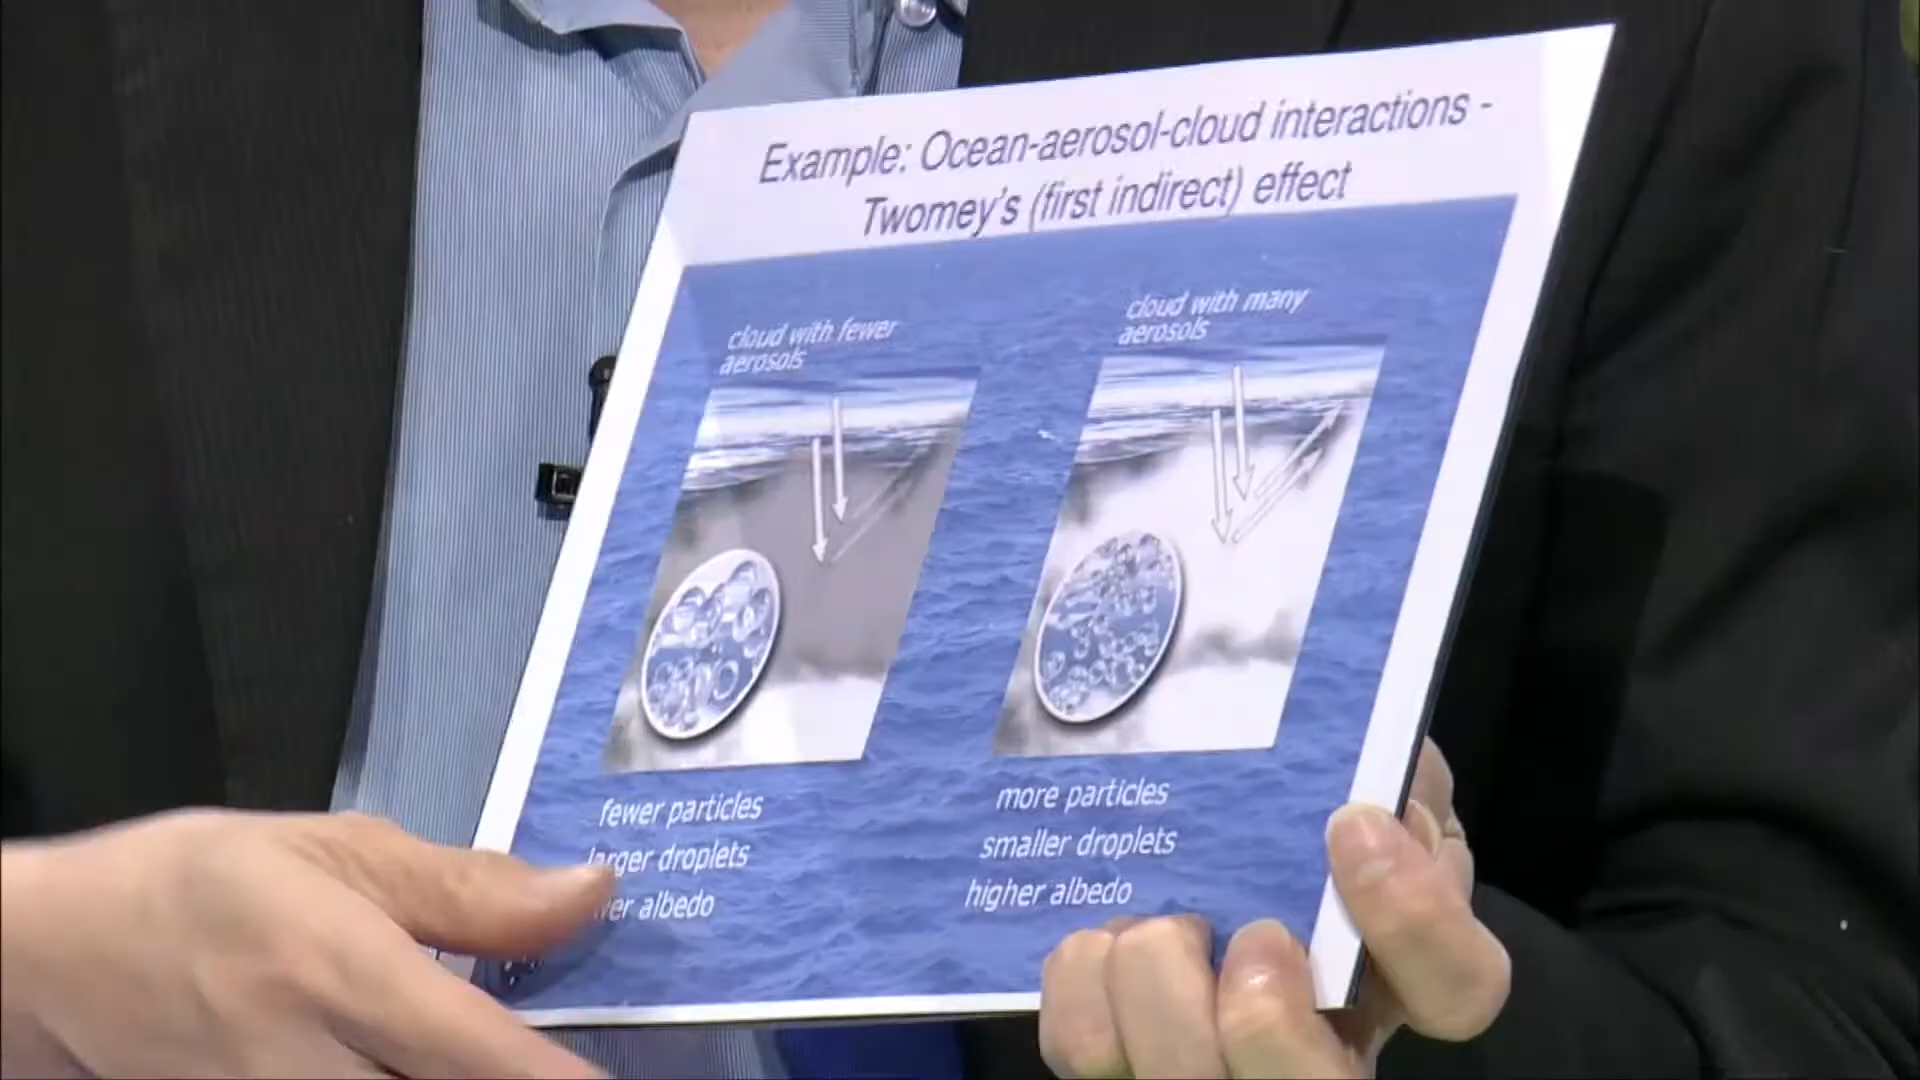 Example: Ocean-aerosol-cloud interactions -
Twomey's (first indirect) effect
cloud with fewer
aerosols
cloud with many
aerosols
fewer particles
larger droplets
albedo
more particles
smaller droplets
higher albedo